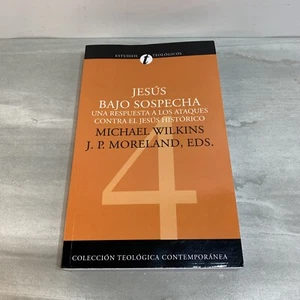 ESTUDIOS TEOLÓGICOS
JESÚS
BAJO SOSPECHA
UNA RESPUESTA A LOS ATAQUES
CONTRA EL JESÚS HISTÓRICO
MICHAEL WILKINS
J. P. MORELAND, EDS.
4
COLECCIÓN TEOLÓGICA CONTEMPORÁNEA